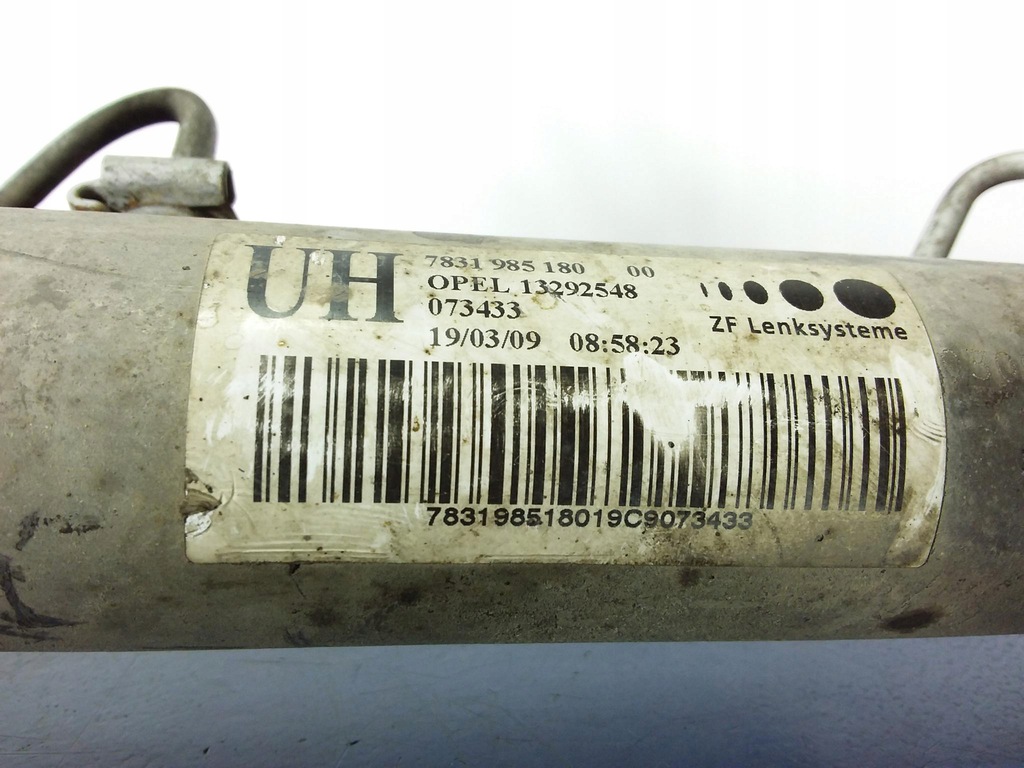 UH
7831 985 180 00
OPEL 13292548
073433
19/03/09 08:58:23
ZF Lenksysteme
783198518019C9073433